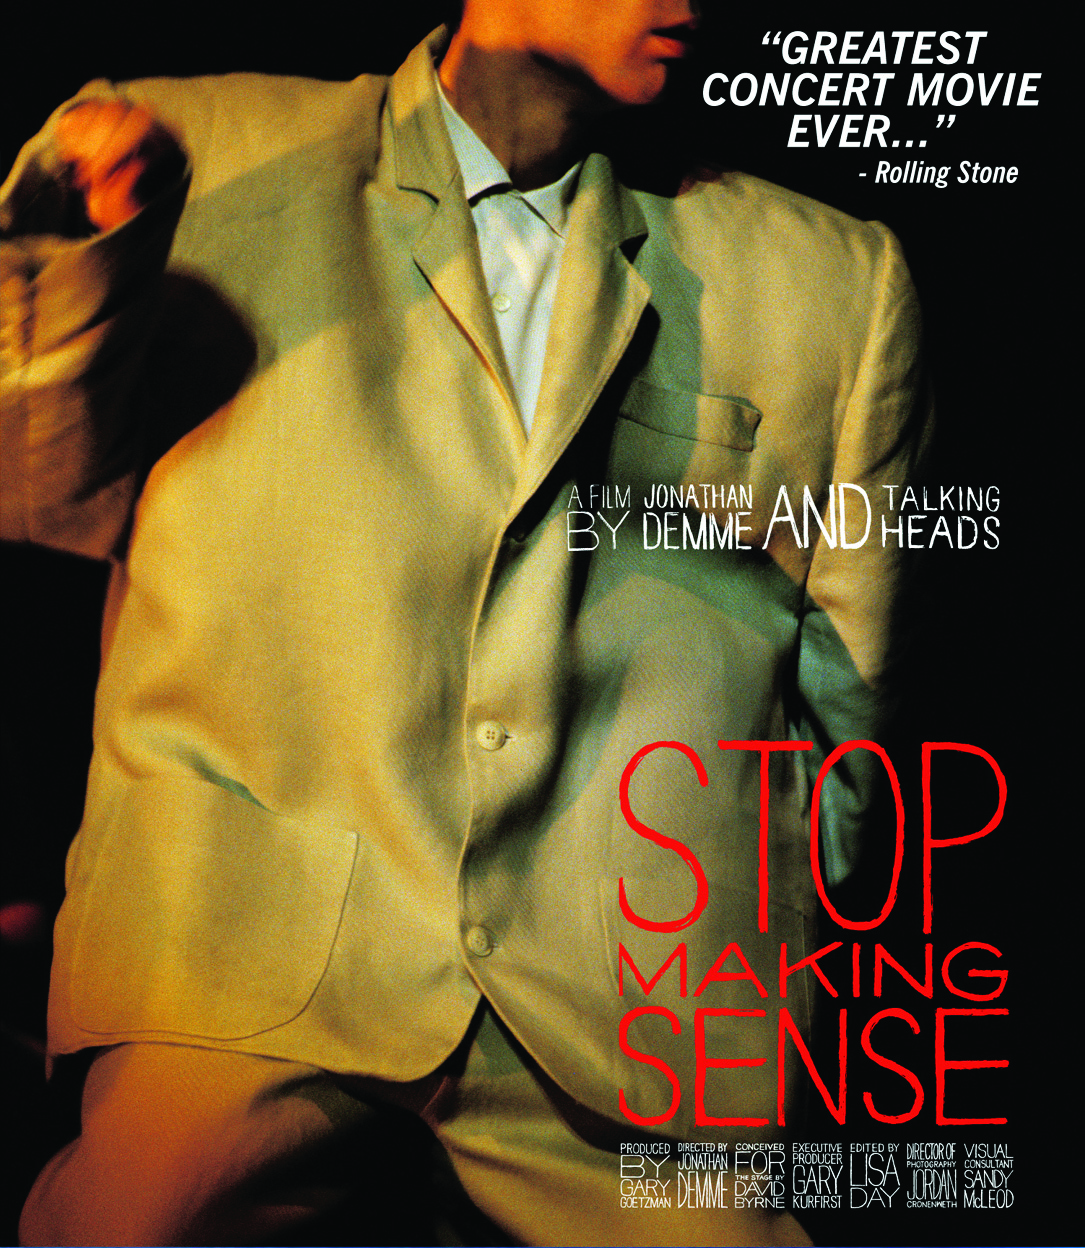 “GREATEST
CONCERT MOVIE
EVER...”
- Rolling Stone
A FILM JONATHAN AND TALKING
BY DEMME HEADS
STOP
MAKING
SENSE
PRODUCED
BY
GARY
GOETZMAN
DIRECTED BY
JONATHAN
DEMME
CONCEIVED
FOR
THE STAGE BY
DAVID
BYRNE
EXECUTIVE
PRODUCER
GARY
KURFIRST
EDITED BY
LISA
DAY
DIRECTOR OF
PHOTOGRAPHY
JORDAN
CRONENWETH
VISUAL
CONSULTANT
SANDY
McLEOD